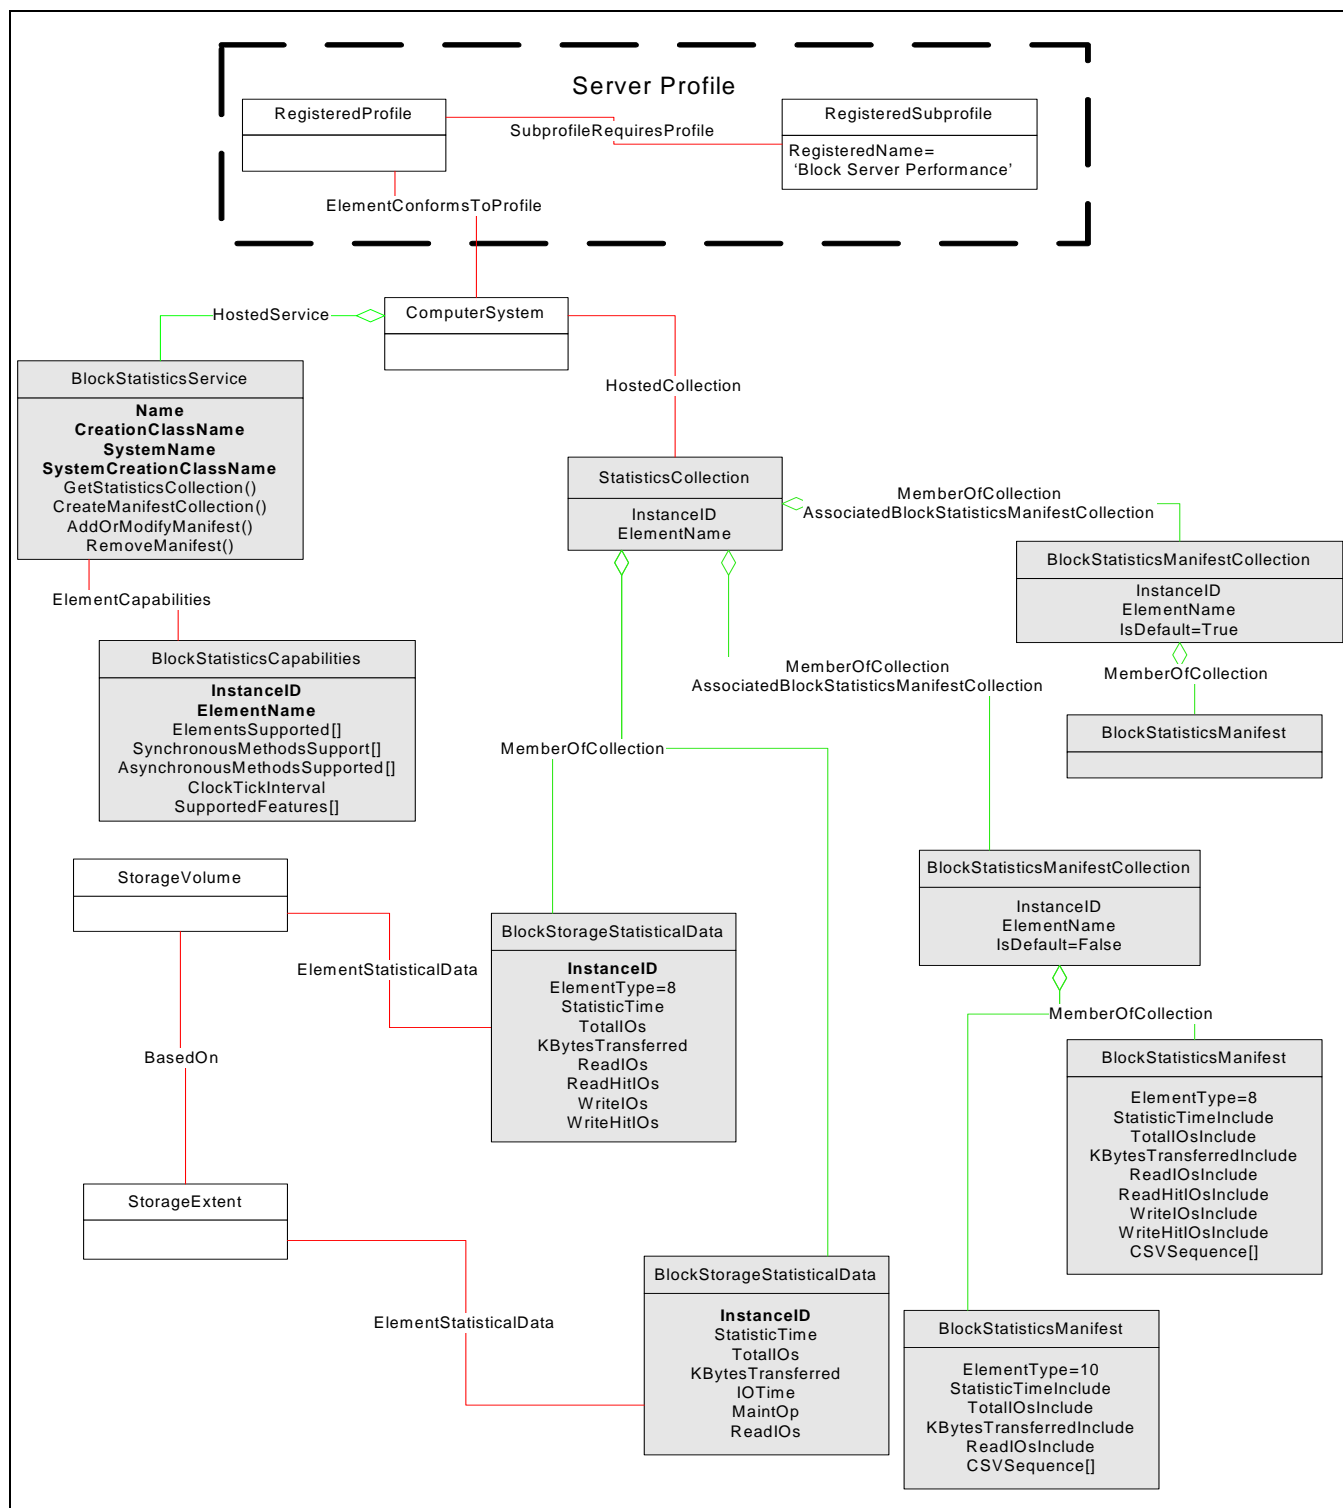 Server Profile
RegisteredProfile
RegisteredSubprofile
SubprofileRequiresProfile
RegisteredName=
'Block Server Performance'
ElementConformsToProfile
HostedService
ComputerSystem
BlockStatisticsService
Name
CreationClassName
SystemName
SystemCreationClassName
GetStatisticsCollection()
CreateManifestCollection()
AddOrModifyManifest()
RemoveManifest()
HostedCollection
StatisticsCollection
InstanceID
ElementName
MemberOfCollection
AssociatedBlockStatisticsManifestCollection
BlockStatisticsManifestCollection
InstanceID
ElementName
IsDefault=True
MemberOfCollection
BlockStatisticsManifest
ElementCapabilities
BlockStatisticsCapabilities
InstanceID
ElementName
ElementsSupported[]
SynchronousMethodsSupport[]
AsynchronousMethodsSupported[]
ClockTickInterval
SupportedFeatures[]
MemberOfCollection
AssociatedBlockStatisticsManifestCollection
MemberOfCollection
StorageVolume
BlockStatisticsManifestCollection
InstanceID
ElementName
IsDefault=False
BlockStorageStatisticalData
InstanceID
ElementType=8
StatisticTime
TotalIOs
KBytesTransferred
ReadIOs
ReadHitIOs
WriteIOs
WriteHitIOs
ElementStatisticalData
BasedOn
MemberOfCollection
BlockStatisticsManifest
ElementType=8
StatisticTimeInclude
TotalIOsInclude
KBytesTransferredInclude
ReadIOsInclude
ReadHitIOsInclude
WriteIOsInclude
WriteHitIOsInclude
CSVSequence[]
StorageExtent
ElementStatisticalData
BlockStorageStatisticalData
InstanceID
StatisticTime
TotalIOs
KBytesTransferred
IOTime
MaintOp
ReadIOs
BlockStatisticsManifest
ElementType=10
StatisticTimeInclude
TotalIOsInclude
KBytesTransferredInclude
ReadIOsInclude
CSVSequence[]